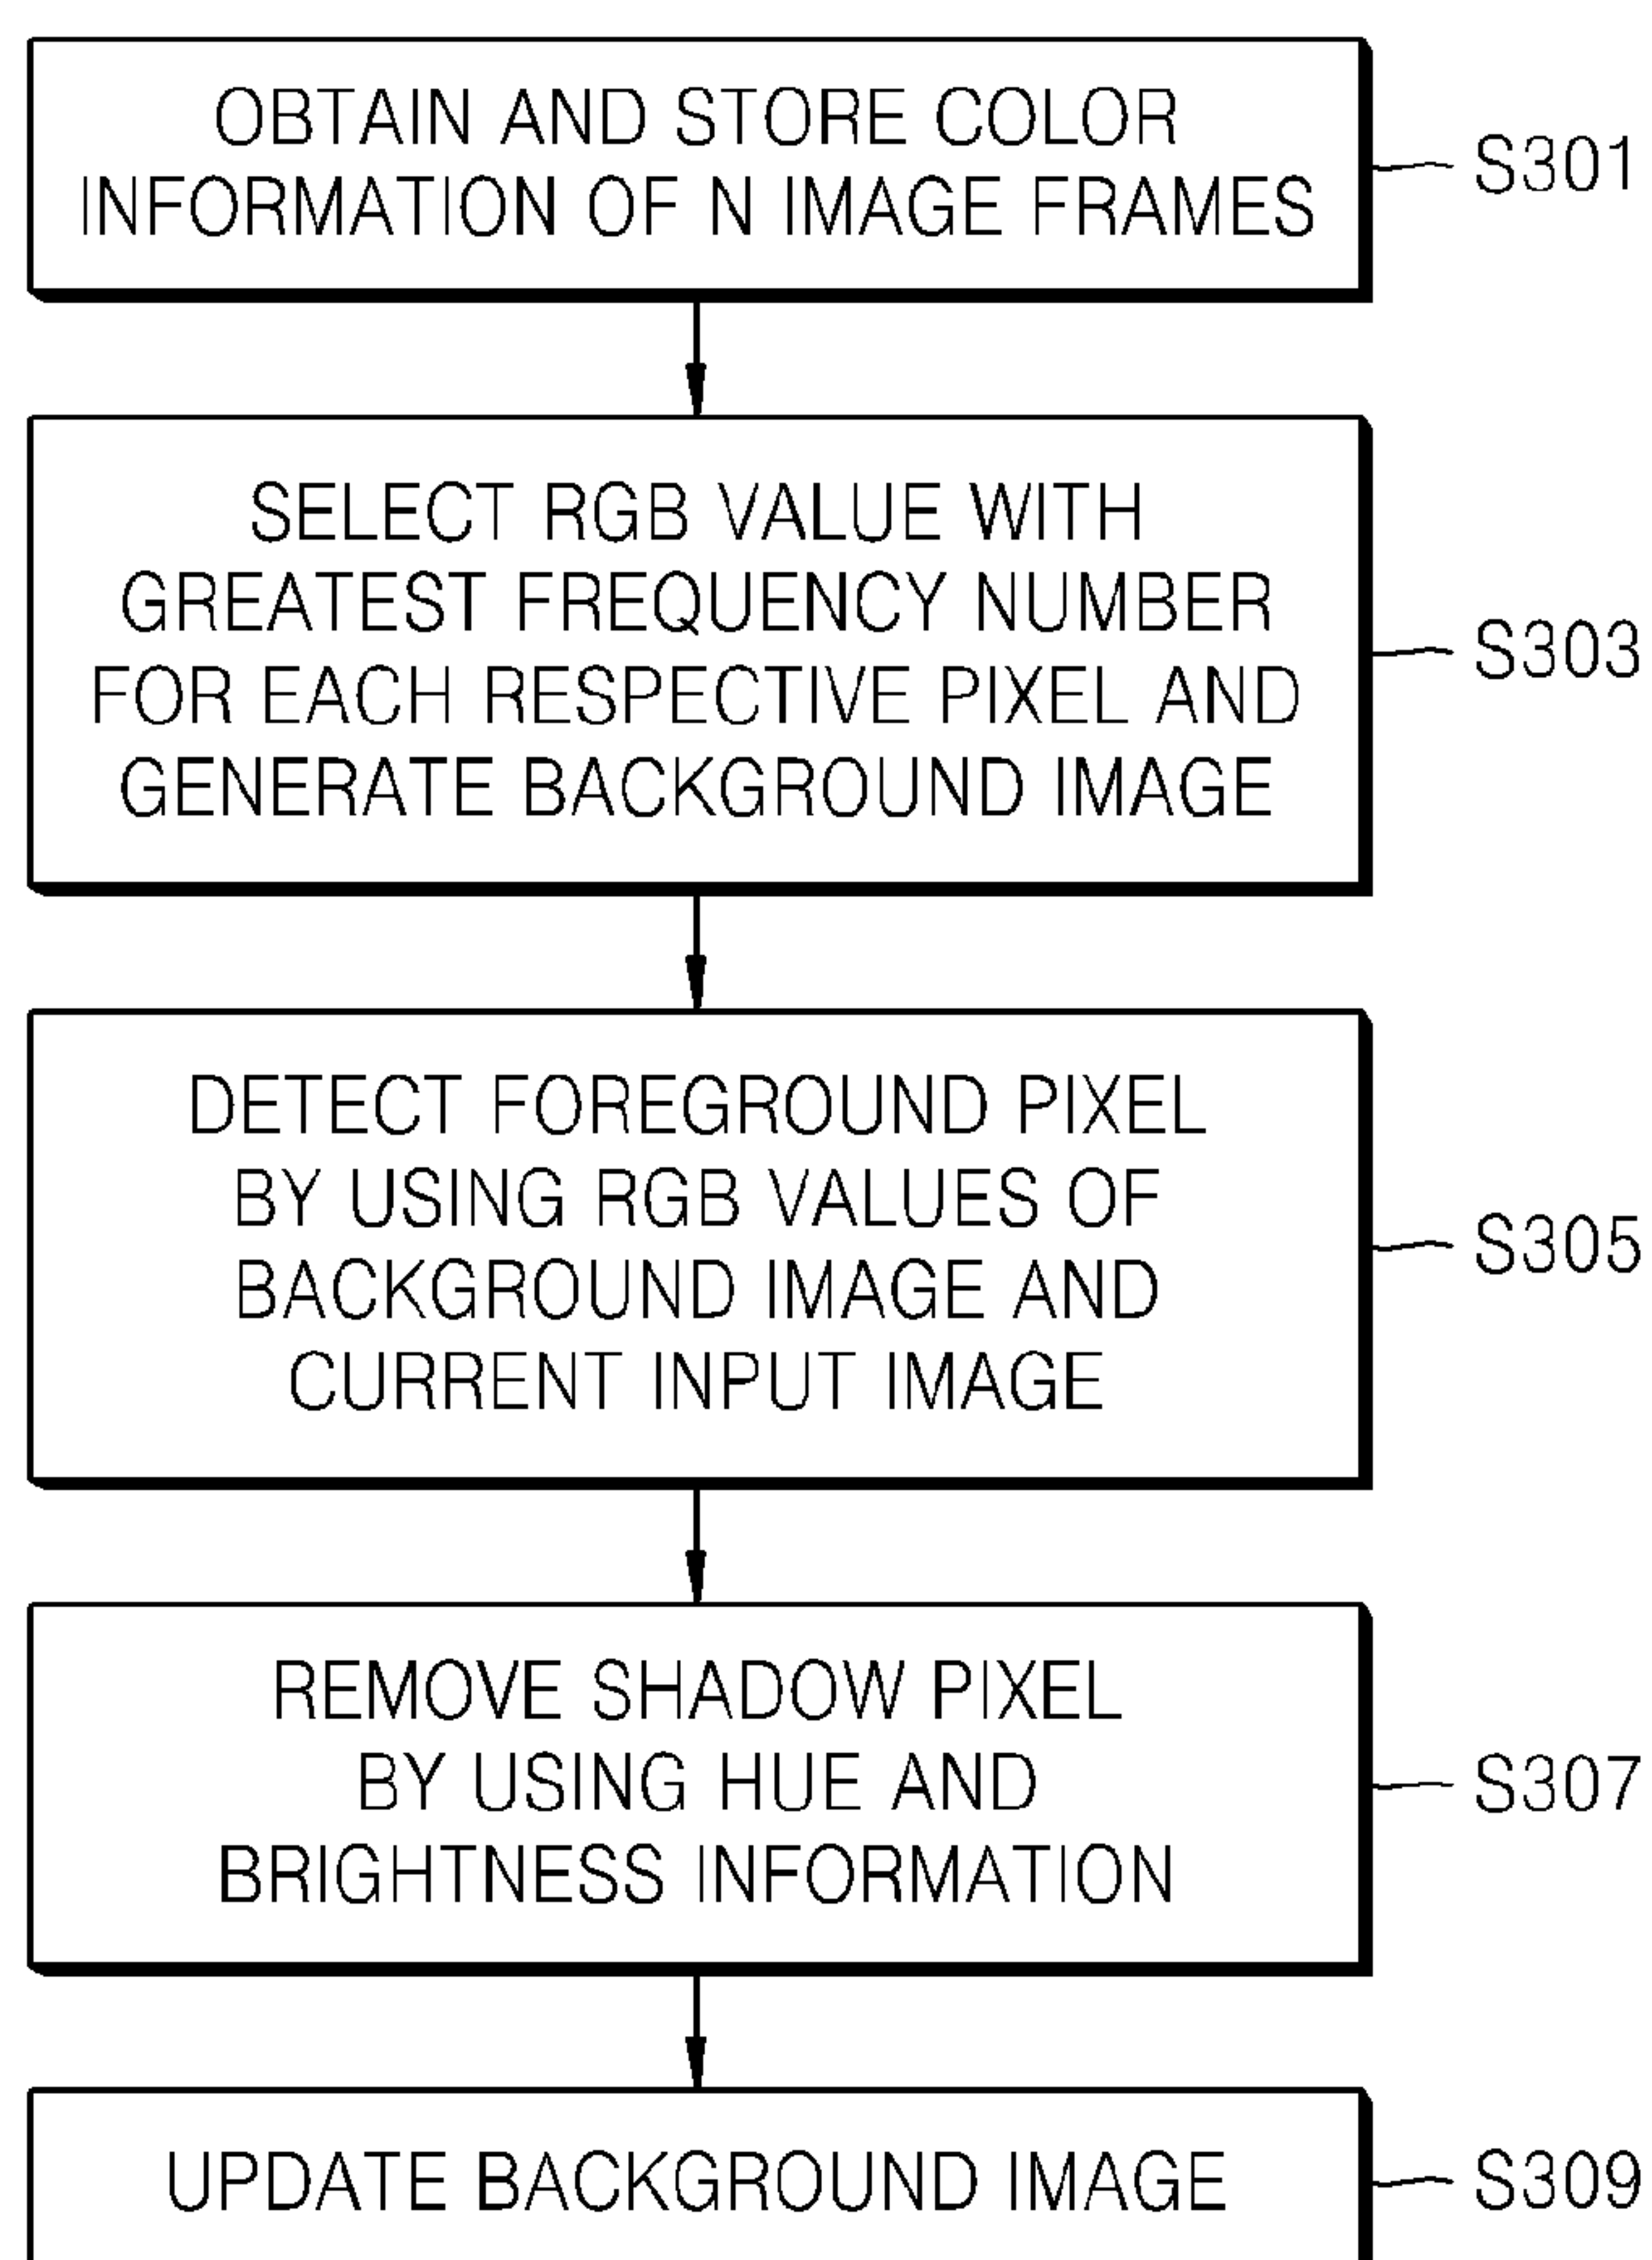 OBTAIN AND STORE COLOR
INFORMATION OF N IMAGE FRAMES
S301
SELECT RGB VALUE WITH
GREATEST FREQUENCY NUMBER
FOR EACH RESPECTIVE PIXEL AND
GENERATE BACKGROUND IMAGE
S303
DETECT FOREGROUND PIXEL
BY USING RGB VALUES OF
BACKGROUND IMAGE AND
CURRENT INPUT IMAGE
S305
REMOVE SHADOW PIXEL
BY USING HUE AND
BRIGHTNESS INFORMATION
S307
UPDATE BACKGROUND IMAGE
S309